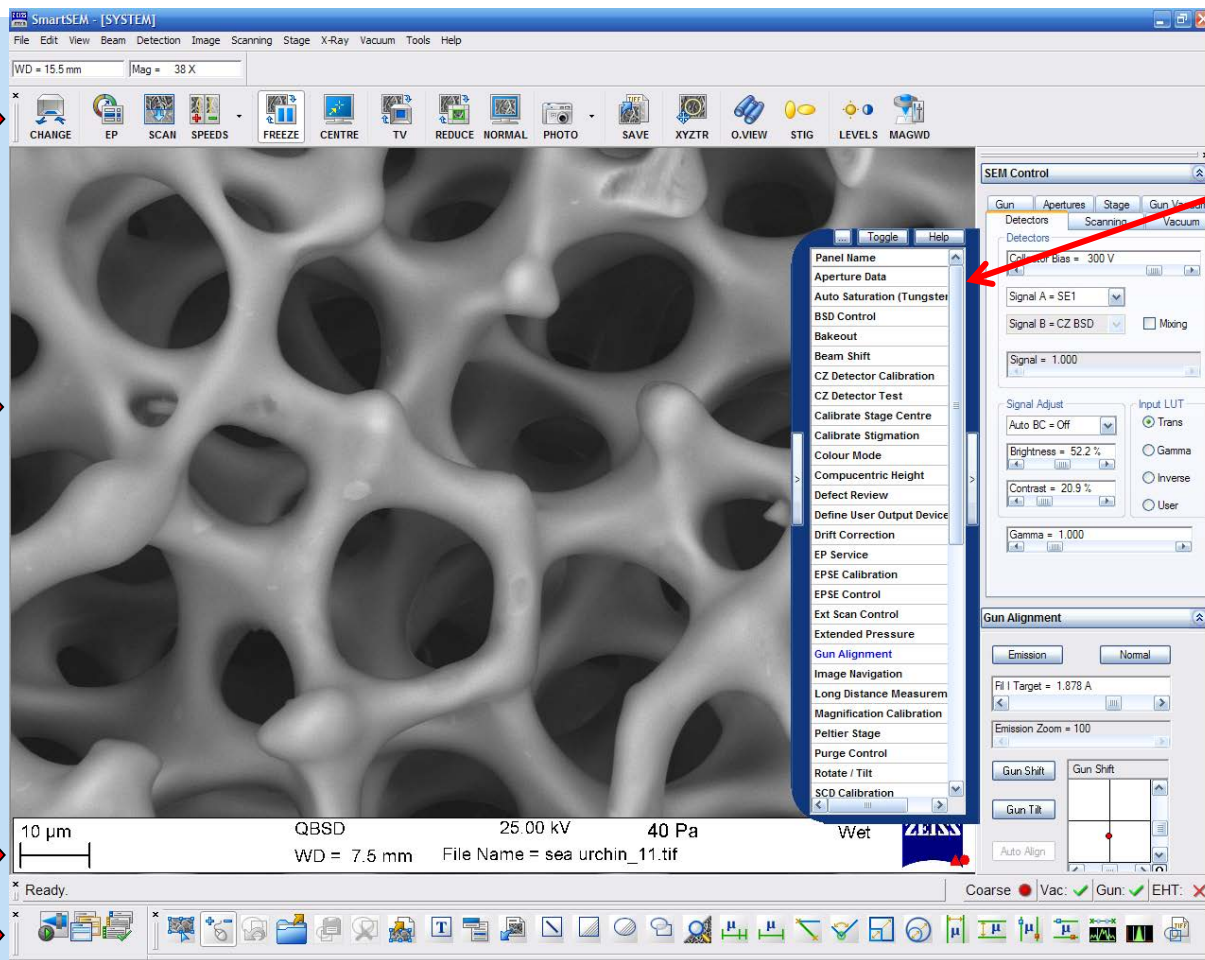 SmartSEM - [SYSTEM]
File Edit View Beam Detection Image Scanning Stage X-Ray Vacuum Tools Help
WD = 15.5 mm Mag = 38 X
CHANGE EP SCAN SPEEDS FREEZE CENTRE TV REDUCE NORMAL PHOTO SAVE XYZTR O.VIEW STIG LEVELS MAGWD
SEM Control
Gun Apertures Stage Gun Vacuum
Detectors Scanning Vacuum
Detectors
Collector Bias = 300 V
Signal A = SE1
Signal B = CZ BSD Mixing
Signal = 1.000
Signal Adjust Input LUT
Auto BC = Off Trans
Brightness = 52.2 % Gamma
Inverse
Contrast = 20.9 %
User
Gamma = 1.000
... Toggle Help
Panel Name
Aperture Data
Auto Saturation (Tungster
BSD Control
Bakeout
Beam Shift
CZ Detector Calibration
CZ Detector Test
Calibrate Stage Centre
Calibrate Stigmation
Colour Mode
Compucentric Height
Defect Review
Define User Output Device
Drift Correction
EP Service
EPSE Calibration
EPSE Control
Ext Scan Control
Extended Pressure
Gun Alignment
Image Navigation
Long Distance Measurem
Magnification Calibration
Peltier Stage
Purge Control
Rotate / Tilt
SCD Calibration
Gun Alignment
Emission Normal
Fil I Target = 1.878 A
Emission Zoom = 100
Gun Shift Gun Shift
Gun Tilt
Auto Align
10 µm QBSD 25.00 kV 40 Pa Wet ZEISS
WD = 7.5 mm File Name = sea urchin_11.tif
Ready. Coarse Vac: Gun: EHT: